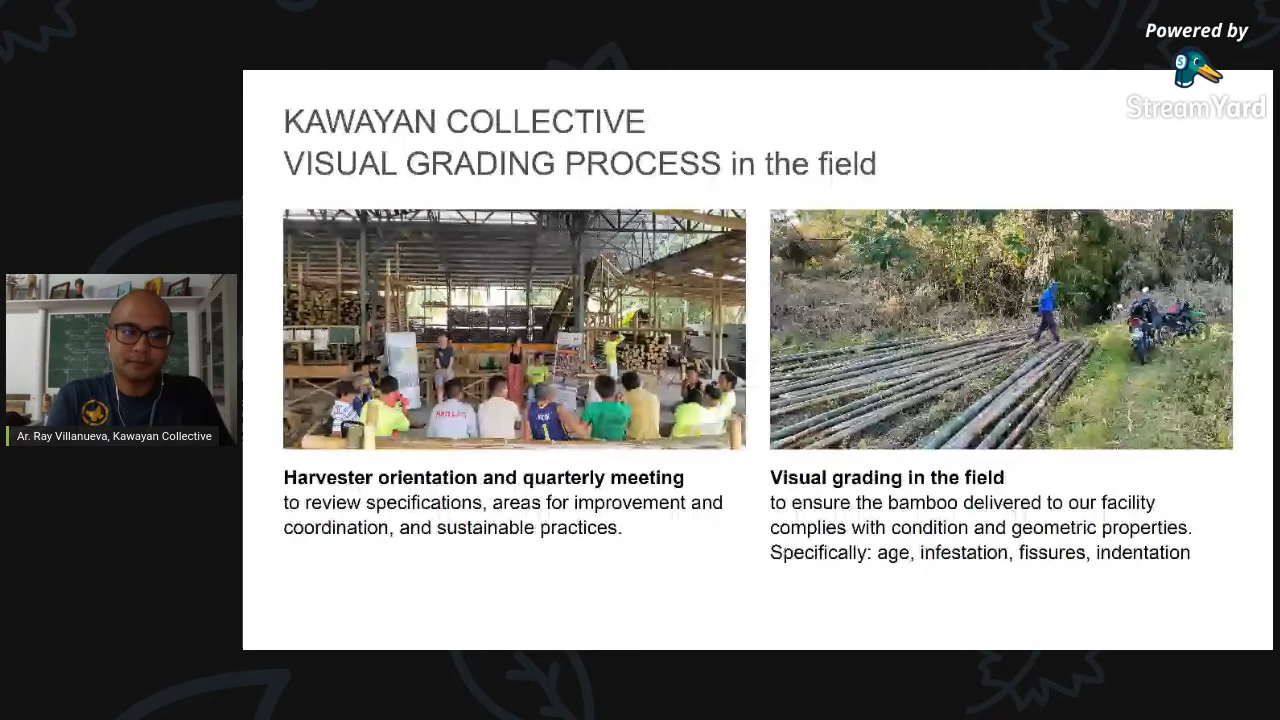 Powered by
StreamYard
KAWAYAN COLLECTIVE
VISUAL GRADING PROCESS in the field
Harvester orientation and quarterly meeting
to review specifications, areas for improvement and
coordination, and sustainable practices.
Visual grading in the field
to ensure the bamboo delivered to our facility
complies with condition and geometric properties.
Specifically: age, infestation, fissures, indentation
Ar. Ray Villanueva, Kawayan Collective